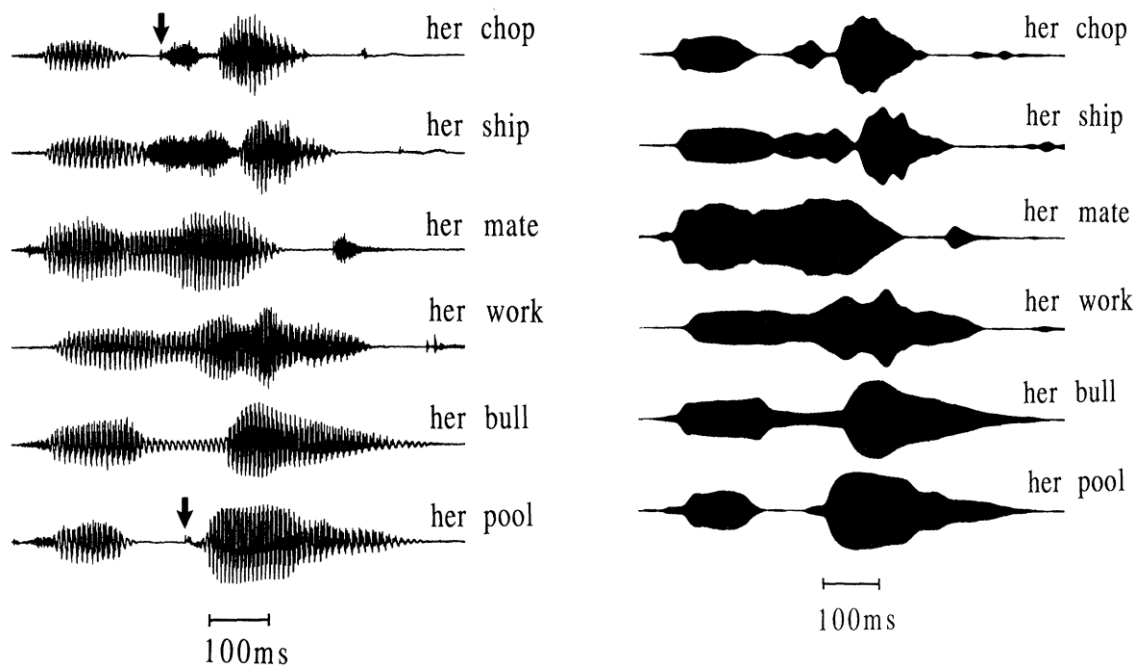 her chop
her ship
her mate
her work
her bull
her pool
100ms
her chop
her ship
her mate
her work
her bull
her pool
100ms